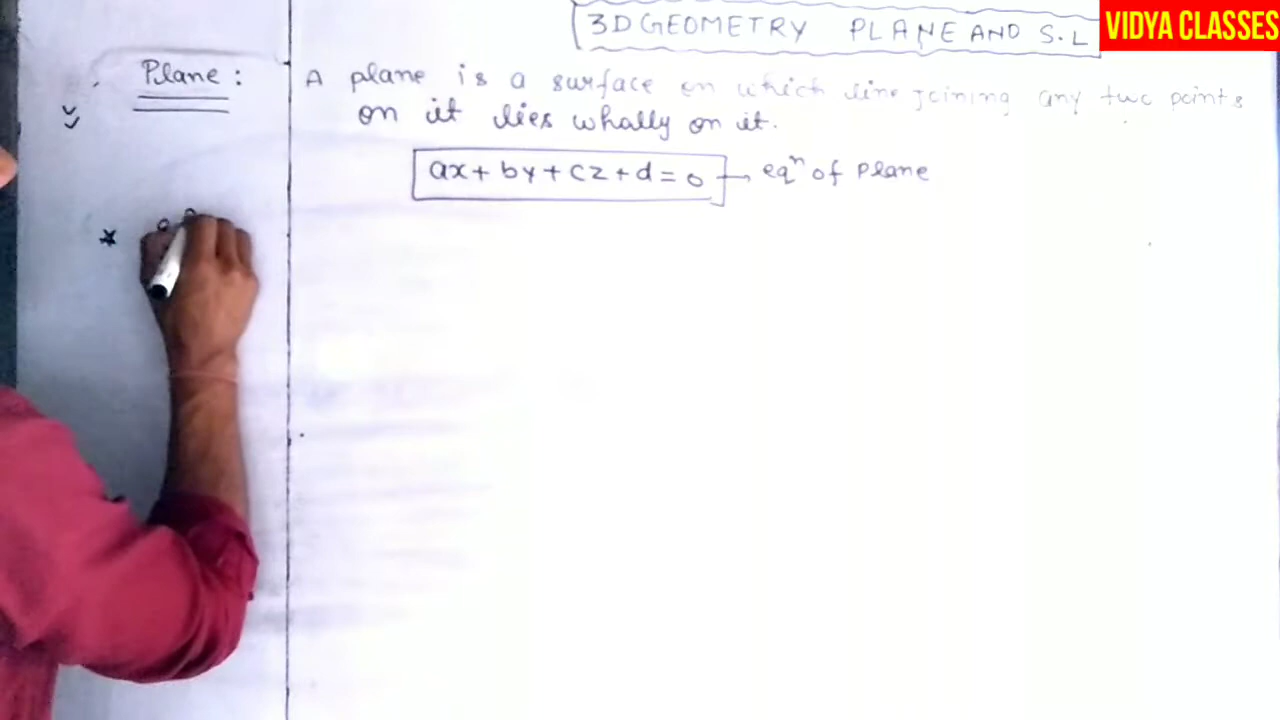 3D GEOMETRY PLANE AND S.L
VIDYA CLASSES
Plane :
A plane is a surface on which line joining any two points
on it lies whally on it.
ax + by + cz + d = 0 → eqⁿ of Plane